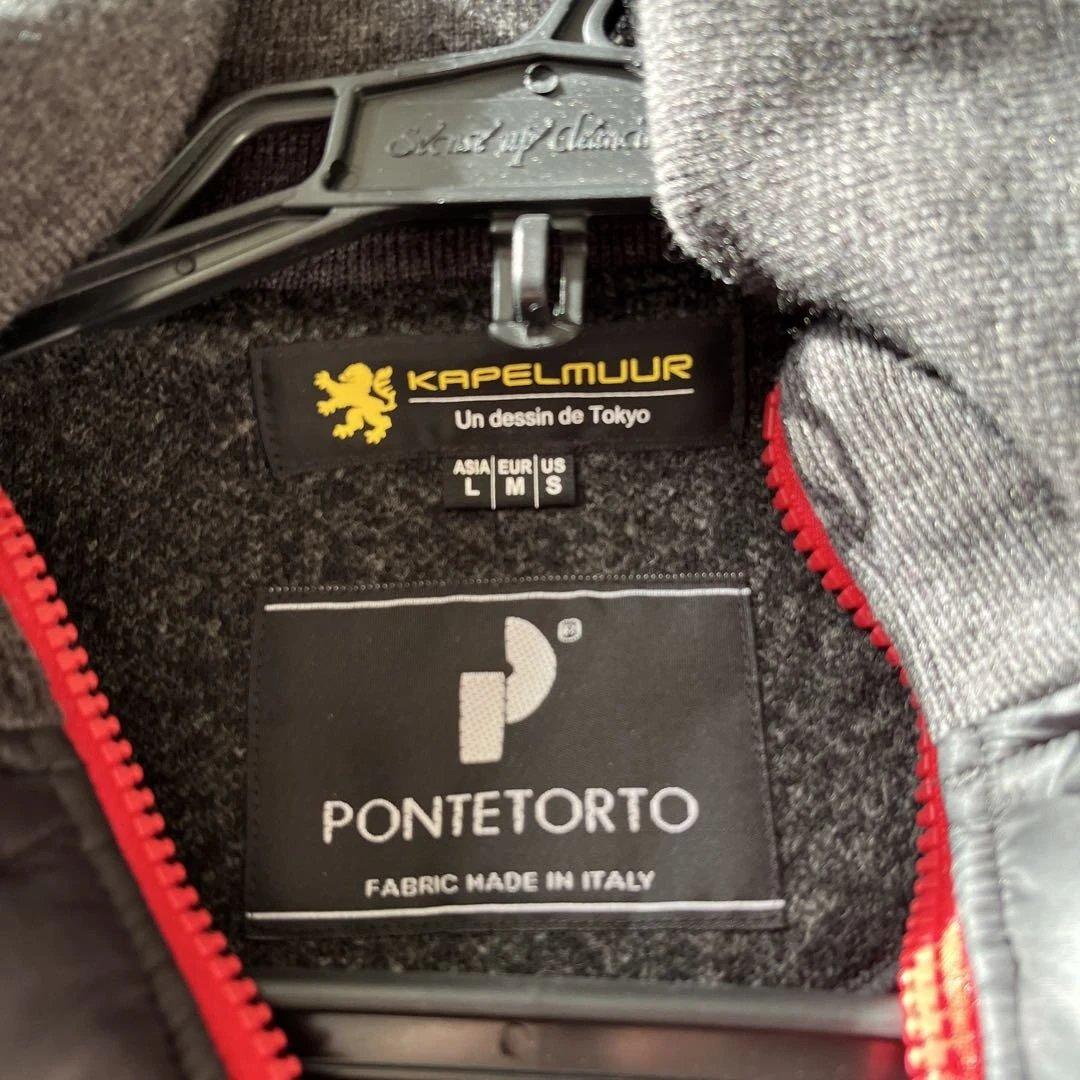 KAPELMUUR
Un dessin de Tokyo
ASIA EUR US
L M S
PONTETORTO
FABRIC MADE IN ITALY